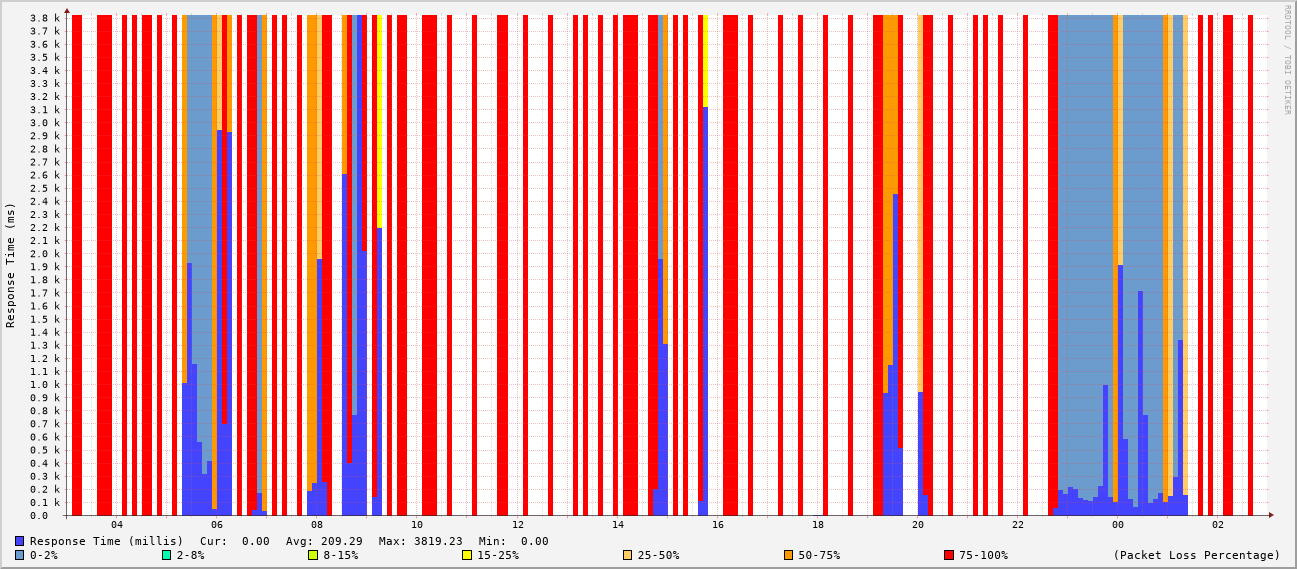 3.8 k
3.7 k
3.6 k
3.5 k
3.4 k
3.3 k
3.2 k
3.1 k
3.0 k
2.9 k
2.8 k
2.7 k
2.6 k
2.5 k
2.4 k
2.3 k
2.2 k
2.1 k
2.0 k
1.9 k
1.8 k
1.7 k
1.6 k
1.5 k
1.4 k
1.3 k
1.2 k
1.1 k
1.0 k
0.9 k
0.8 k
0.7 k
0.6 k
0.5 k
0.4 k
0.3 k
0.2 k
0.1 k
0.0
Response Time (ms)
RRDTOOL / TOBI OETIKER
04 06 08 10 12 14 16 18 20 22 00 02
Response Time (millis) Cur: 0.00 Avg: 209.29 Max: 3819.23 Min: 0.00
0-2% 2-8% 8-15% 15-25% 25-50% 50-75% 75-100% (Packet Loss Percentage)